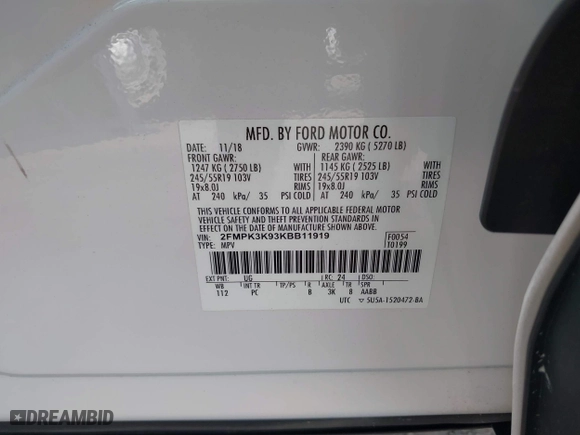 MFD. BY FORD MOTOR CO.
DATE: 11/18 GVWR: 2390 KG ( 5270 LB)
FRONT GAWR: REAR GAWR:
1247 KG ( 2750 LB) 1145 KG ( 2525 LB)
245/55R19 103V TIRES 245/55R19 103V TIRES
19x8.0J RIMS 19x8.0J RIMS
AT 240 kPa/ 35 PSI COLD AT 240 kPa/ 35 PSI COLD
THIS VEHICLE CONFORMS TO ALL APPLICABLE FEDERAL MOTOR
VEHICLE SAFETY AND THEFT PREVENTION STANDARDS IN
EFFECT ON THE DATE OF MANUFACTURE SHOWN ABOVE.
VIN: 2FMPK3K93KBB11919 F0054
TYPE: MPV T0199
EXT PNT: UG RC: 24 DSO:
WB INT TR TP/PS R AXLE TR SPR
112 PC B 3K 8 AABB
UTC 5U5A-1520472-BA
DREAMBID